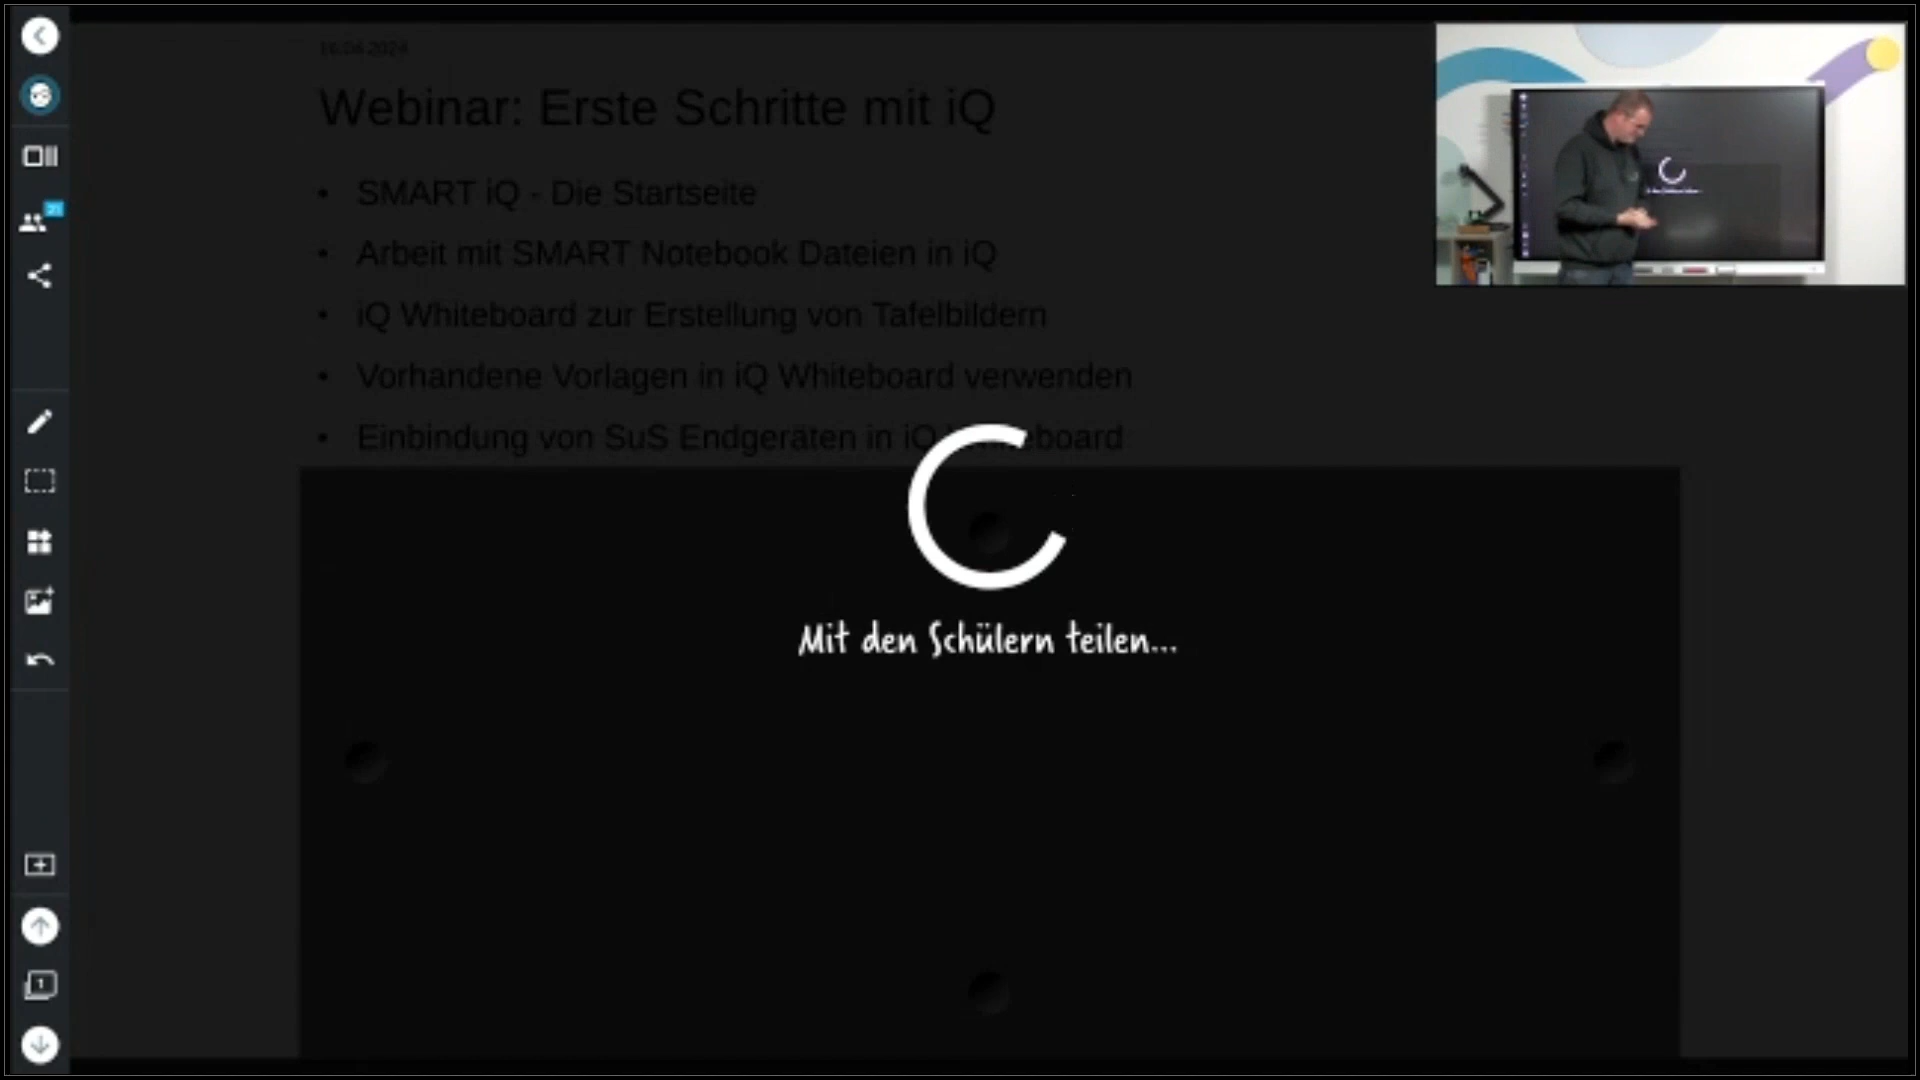 16.04.2024
Webinar: Erste Schritte mit iQ
• SMART iQ - Die Startseite
• Arbeit mit SMART Notebook Dateien in iQ
• iQ Whiteboard zur Erstellung von Tafelbildern
• Vorhandene Vorlagen in iQ Whiteboard verwenden
• Einbindung von SuS Endgeräten in iQ Whiteboard
Mit den Schülern teilen...
1